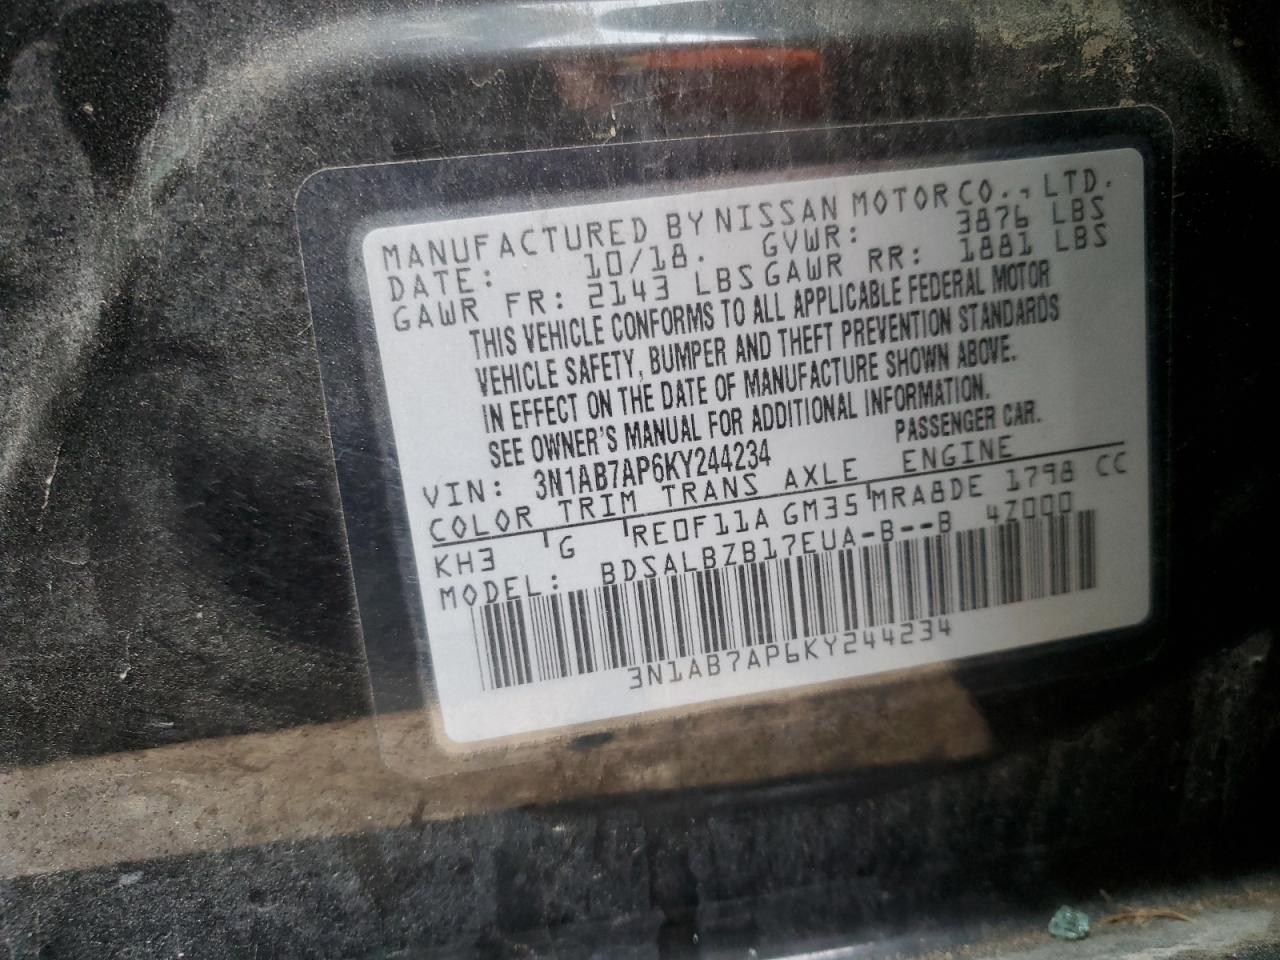 MANUFACTURED BY NISSAN MOTOR CO., LTD.
DATE: 10/18. GVWR: 3876 LBS
GAWR FR: 2143 LBS GAWR RR: 1881 LBS
THIS VEHICLE CONFORMS TO ALL APPLICABLE FEDERAL MOTOR
VEHICLE SAFETY, BUMPER AND THEFT PREVENTION STANDARDS
IN EFFECT ON THE DATE OF MANUFACTURE SHOWN ABOVE.
SEE OWNER'S MANUAL FOR ADDITIONAL INFORMATION.
VIN: 3N1AB7AP6KY244234 PASSENGER CAR.
COLOR TRIM TRANS AXLE ENGINE
KH3 G RE0F11A GM35 MRA8DE 1798 CC
MODEL: BDSALBZB17EUA-B--B 4Z000
3N1AB7AP6KY244234